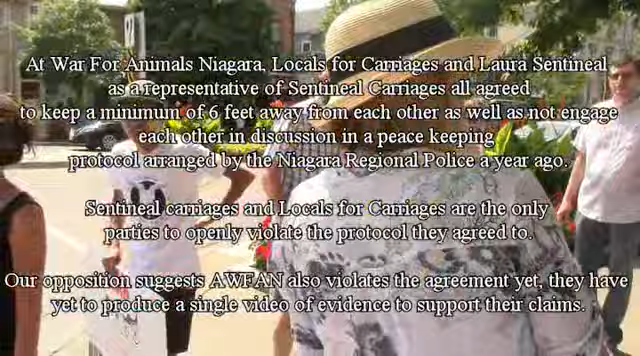 At War For Animals Niagara, Locals for Carriages and Laura Sentineal
as a representative of Sentineal Carriages all agreed
to keep a minimum of 6 feet away from each other as well as not engage
each other in discussion in a peace keeping
protocol arranged by the Niagara Regional Police a year ago.
Sentineal carriages and Locals for Carriages are the only
parties to openly violate the protocol they agreed to.
Our opposition suggests AWFAN also violates the agreement yet, they have
yet to produce a single video of evidence to support their claims.